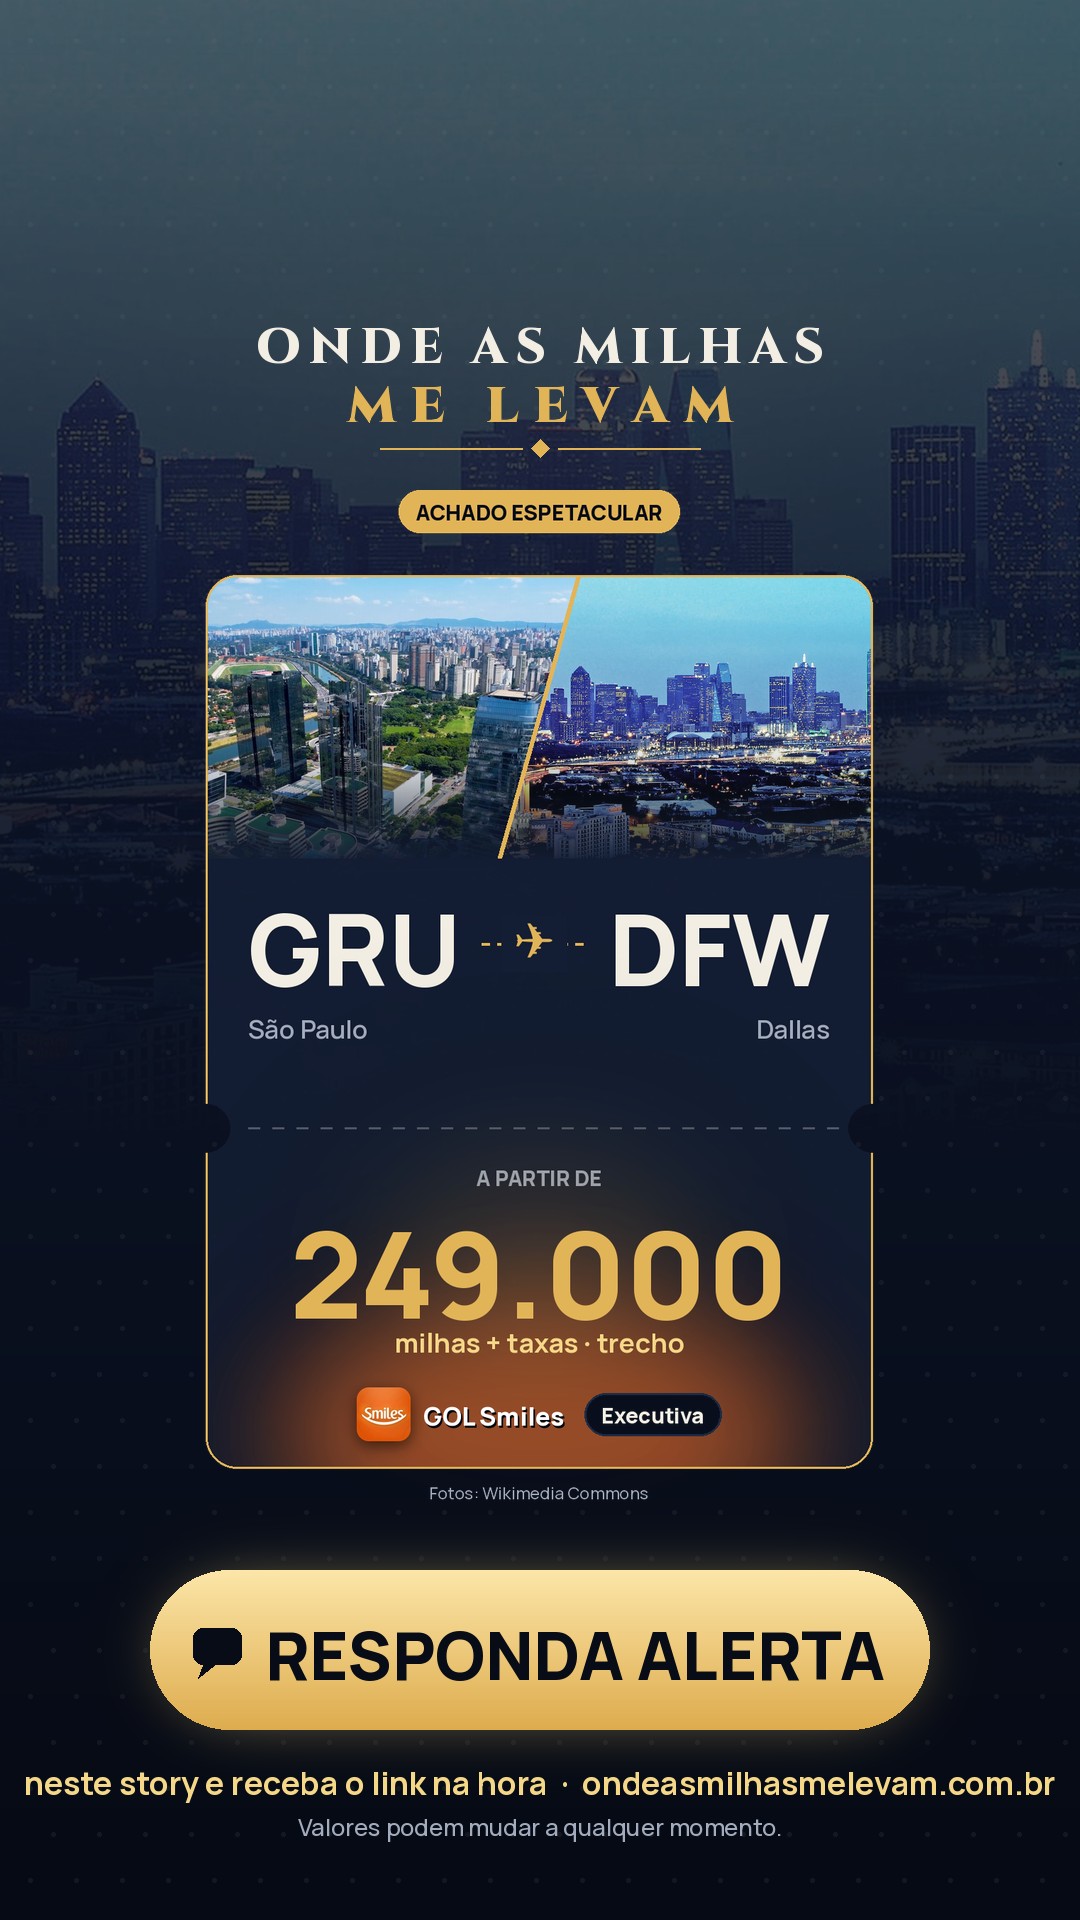 ONDE AS MILHAS
ME LEVAM
ACHADO ESPETACULAR
GRU DFW
São Paulo Dallas
A PARTIR DE
249.000
milhas + taxas · trecho
Smiles GOL Smiles Executiva
Fotos: Wikimedia Commons
RESPONDA ALERTA
neste story e receba o link na hora · ondeasmilhasmelevam.com.br
Valores podem mudar a qualquer momento.